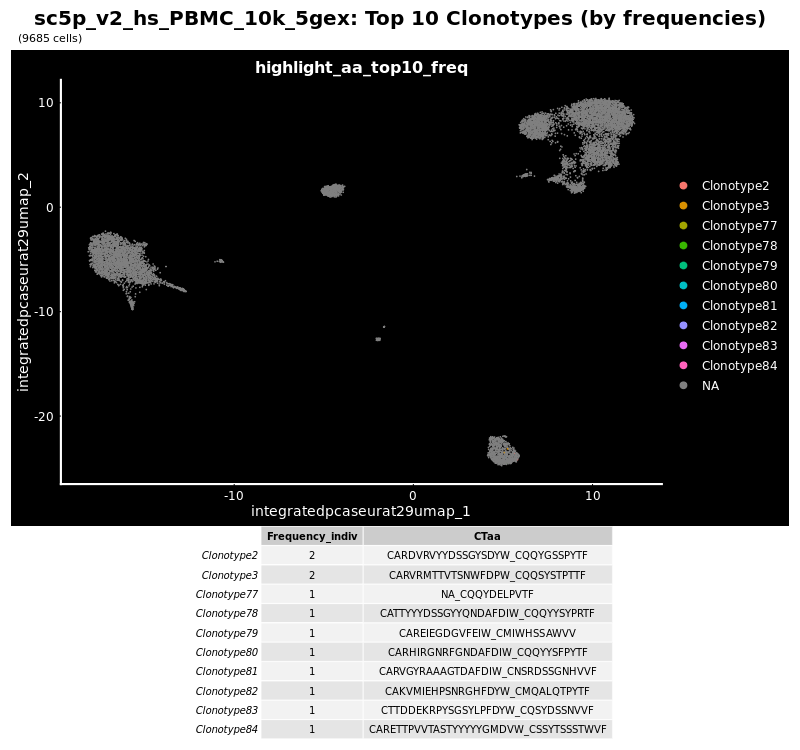 sc5p_v2_hs_PBMC_10k_5gex: Top 10 Clonotypes (by frequencies)
(9685 cells)
highlight_aa_top10_freq
integratedpcaseurat29umap_2
10
0
-10
-20
-10
0
10
integratedpcaseurat29umap_1
Clonotype2
Clonotype3
Clonotype77
Clonotype78
Clonotype79
Clonotype80
Clonotype81
Clonotype82
Clonotype83
Clonotype84
NA
Frequency_indiv CTaa
Clonotype2 2 CARDVRVYYDSSGYSDYW_CQQYGSSPYTF
Clonotype3 2 CARVRMTTVTSNWFDPW_CQQSYSTPTTF
Clonotype77 1 NA_CQQYDELPVTF
Clonotype78 1 CATTYYYDSSGYYQNDAFDIW_CQQYYSYPRTF
Clonotype79 1 CAREIEGDGVFEIW_CMIWHSSAWVV
Clonotype80 1 CARHIRGNRFGNDAFDIW_CQQYYSFPYTF
Clonotype81 1 CARVGYRAAAGTDAFDIW_CNSRDSSGNHVVF
Clonotype82 1 CAKVMIEHPSNRGHFDYW_CMQALQTPYTF
Clonotype83 1 CTTDDEKRPYSGSYLPFDYW_CQSYDSSNVVF
Clonotype84 1 CARETTPVVTASTYYYYYGMDVW_CSSYTSSSTWVF